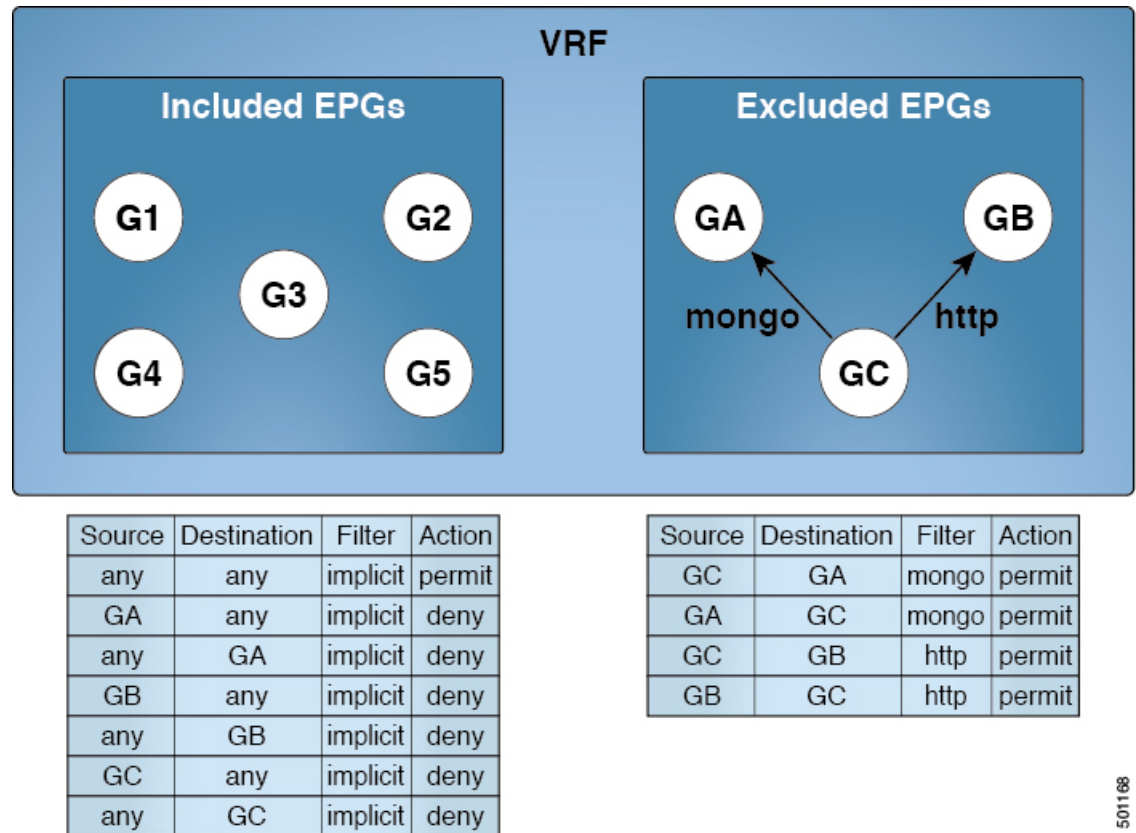 VRF
Included EPGs
G1
G2
G3
G4
G5
Excluded EPGs
GA
GB
mongo
http
GC
Source Destination Filter Action
any any implicit permit
GA any implicit deny
any GA implicit deny
GB any implicit deny
any GB implicit deny
GC any implicit deny
any GC implicit deny
Source Destination Filter Action
GC GA mongo permit
GA GC mongo permit
GC GB http permit
GB GC http permit
501168